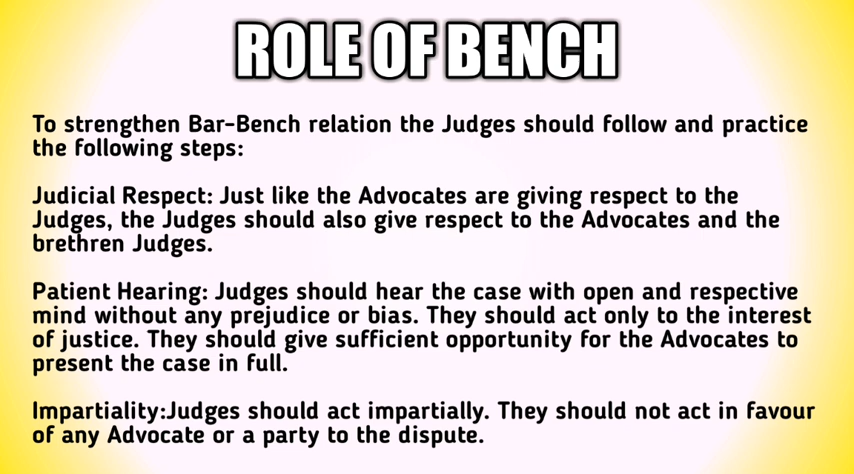 ROLE OF BENCH
To strengthen Bar-Bench relation the Judges should follow and practice
the following steps:
Judicial Respect: Just like the Advocates are giving respect to the
Judges, the Judges should also give respect to the Advocates and the
brethren Judges.
Patient Hearing: Judges should hear the case with open and respective
mind without any prejudice or bias. They should act only to the interest
of justice. They should give sufficient opportunity for the Advocates to
present the case in full.
Impartiality:Judges should act impartially. They should not act in favour
of any Advocate or a party to the dispute.